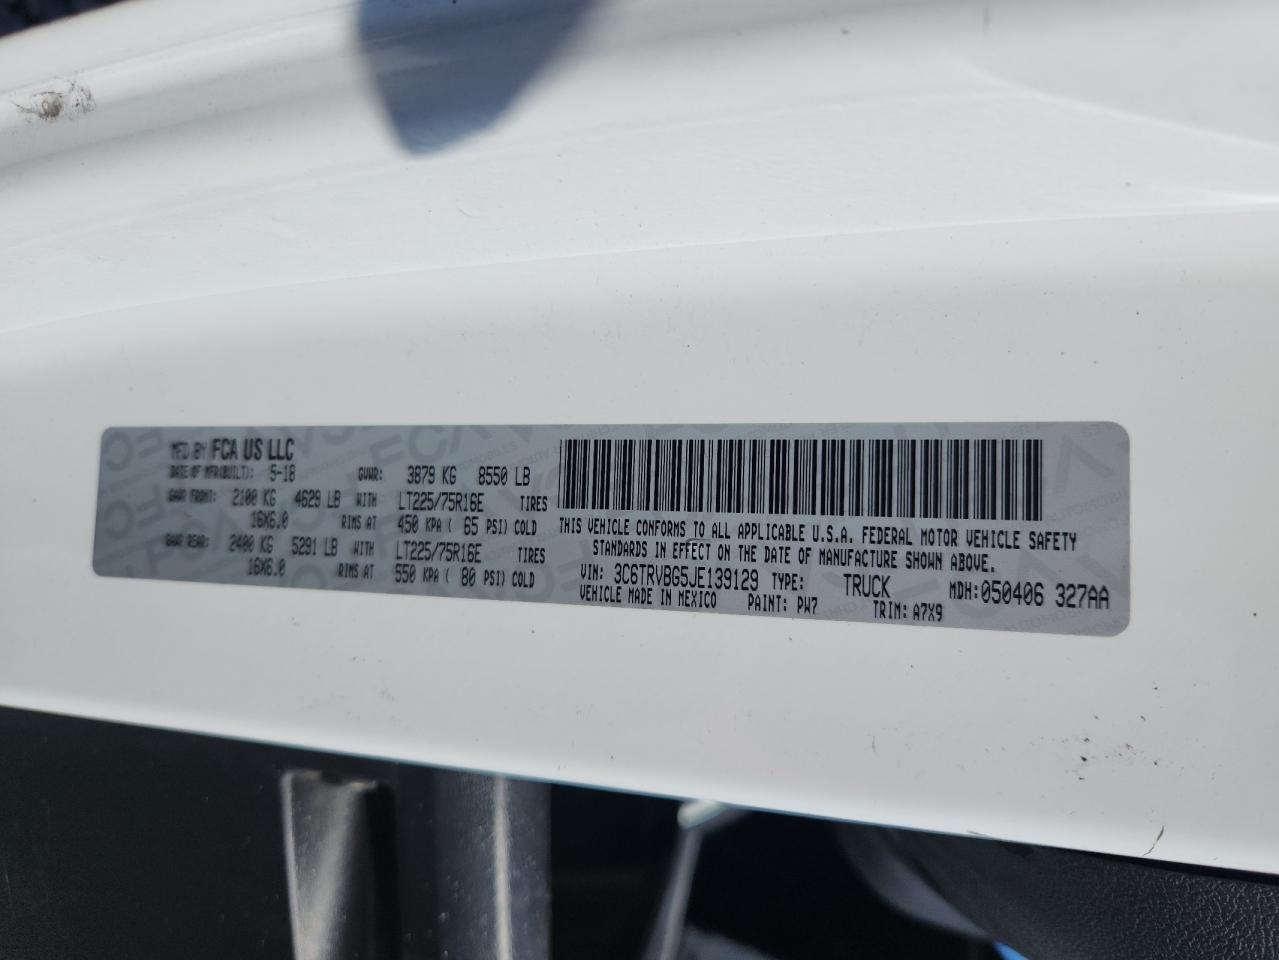 MFD BY FCA US LLC
DATE OF MFR(BUILT): 5-18 GVWR: 3879 KG 8550 LB
GAWR FRONT: 2100 KG 4629 LB WITH LT225/75R16E TIRES
16X6.0 RIMS AT 450 KPA ( 65 PSI) COLD
GAWR REAR: 2400 KG 5291 LB WITH LT225/75R16E TIRES
16X6.0 RIMS AT 550 KPA ( 80 PSI) COLD
THIS VEHICLE CONFORMS TO ALL APPLICABLE U.S.A. FEDERAL MOTOR VEHICLE SAFETY
STANDARDS IN EFFECT ON THE DATE OF MANUFACTURE SHOWN ABOVE.
VIN: 3C6TRVBG5JE139129 TYPE: TRUCK MDH: 050406 327AA
VEHICLE MADE IN MEXICO PAINT: PW7 TRIM: A7X9